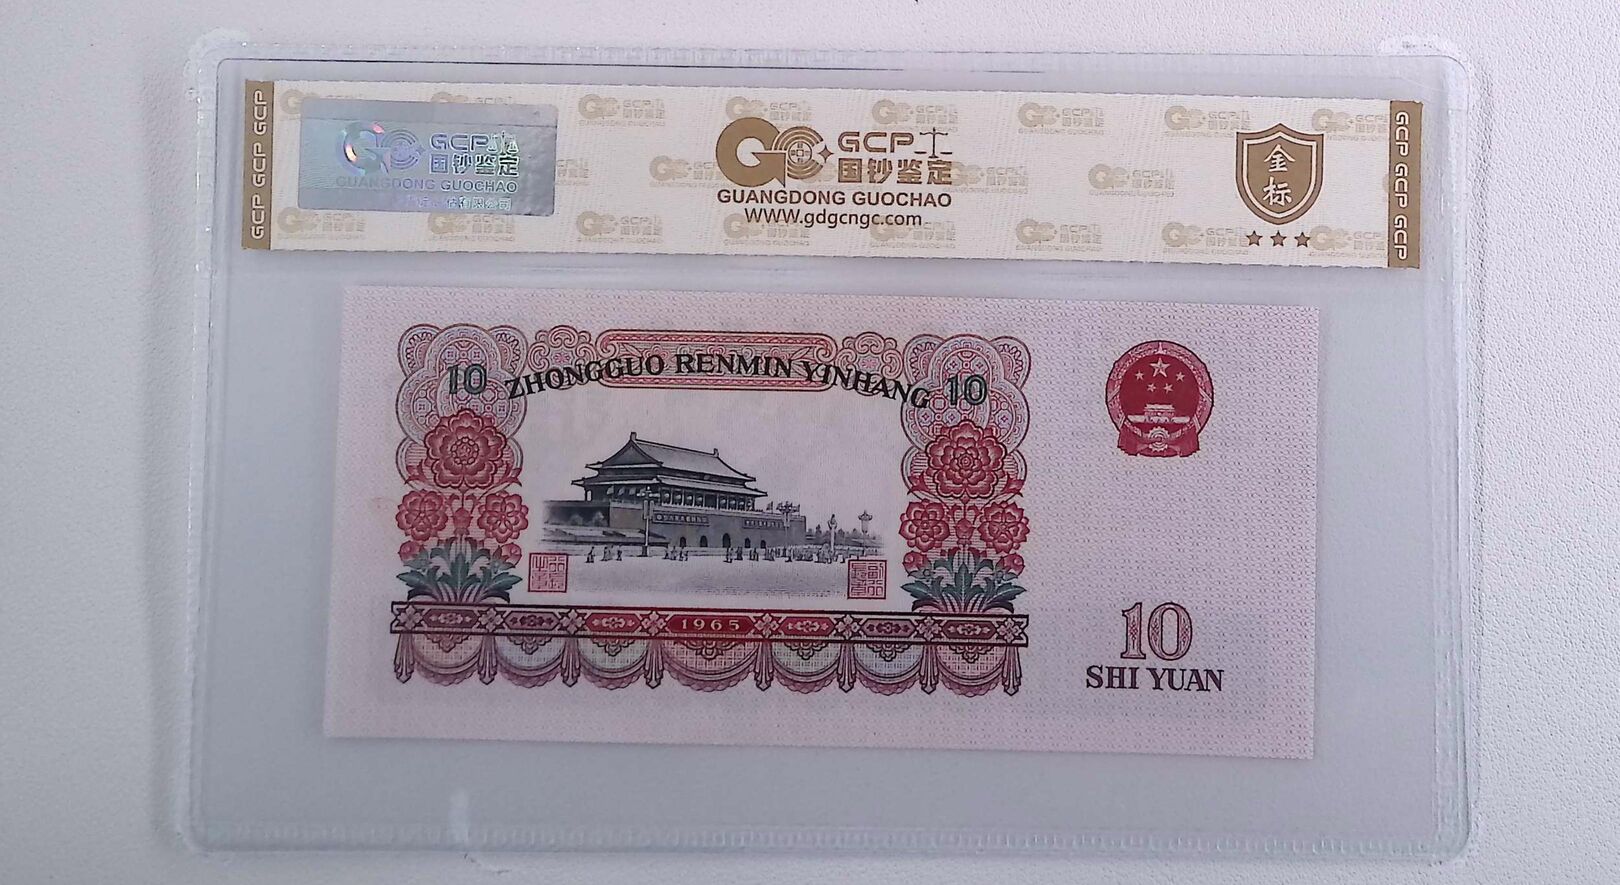 GCP GCP GCP
GCP
国钞鉴定
GUANGDONG GUOCHAO
GCP
国钞鉴定
GUANGDONG GUOCHAO
WWW.gdgcngc.com
金标
GCP GCP GCP
ZHONGGUO RENMIN YINHANG
10
10
1965
10
SHI YUAN